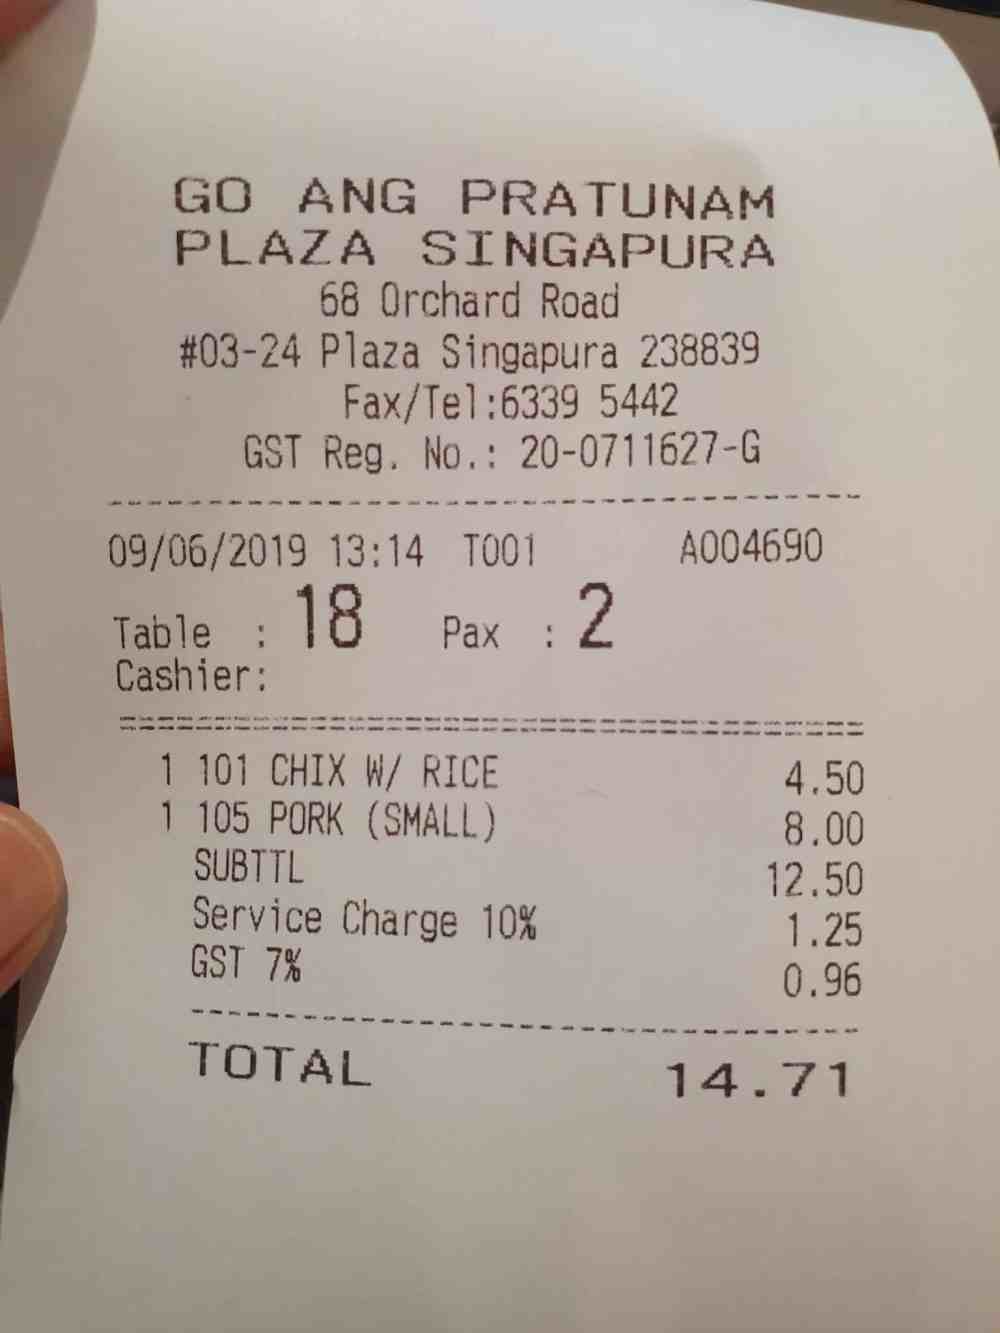 GO ANG PRATUNAM
PLAZA SINGAPURA
68 Orchard Road
#03-24 Plaza Singapura 238839
Fax/Tel:6339 5442
GST Reg. No.: 20-0711627-G
09/06/2019 13:14 T001 A004690
Table : 18 Pax : 2
Cashier:
1 101 CHIX W/ RICE 4.50
1 105 PORK (SMALL) 8.00
SUBTTL 12.50
Service Charge 10% 1.25
GST 7% 0.96
TOTAL 14.71